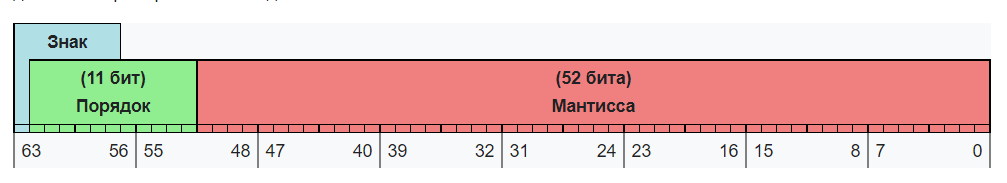 Знак
(11 бит)
Порядок
(52 бита)
Мантисса
63 56 55 48 47 40 39 32 31 24 23 16 15 8 7 0